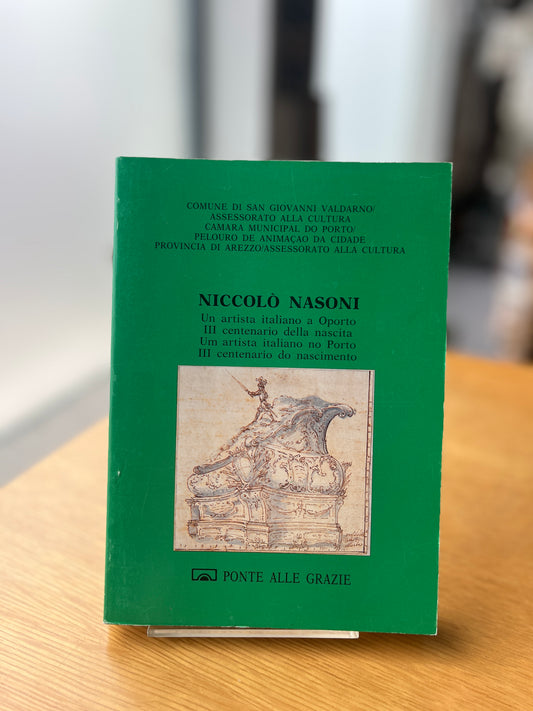 COMUNE DI SAN GIOVANNI VALDARNO/
ASSESSORATO ALLA CULTURA
CAMARA MUNICIPAL DO PORTO/
PELOURO DE ANIMAÇAO DA CIDADE
PROVINCIA DI AREZZO/ASSESSORATO ALLA CULTURA
NICCOLÒ NASONI
Un artista italiano a Oporto
III centenario della nascita
Um artista italiano no Porto
III centenario do nascimento
PONTE ALLE GRAZIE